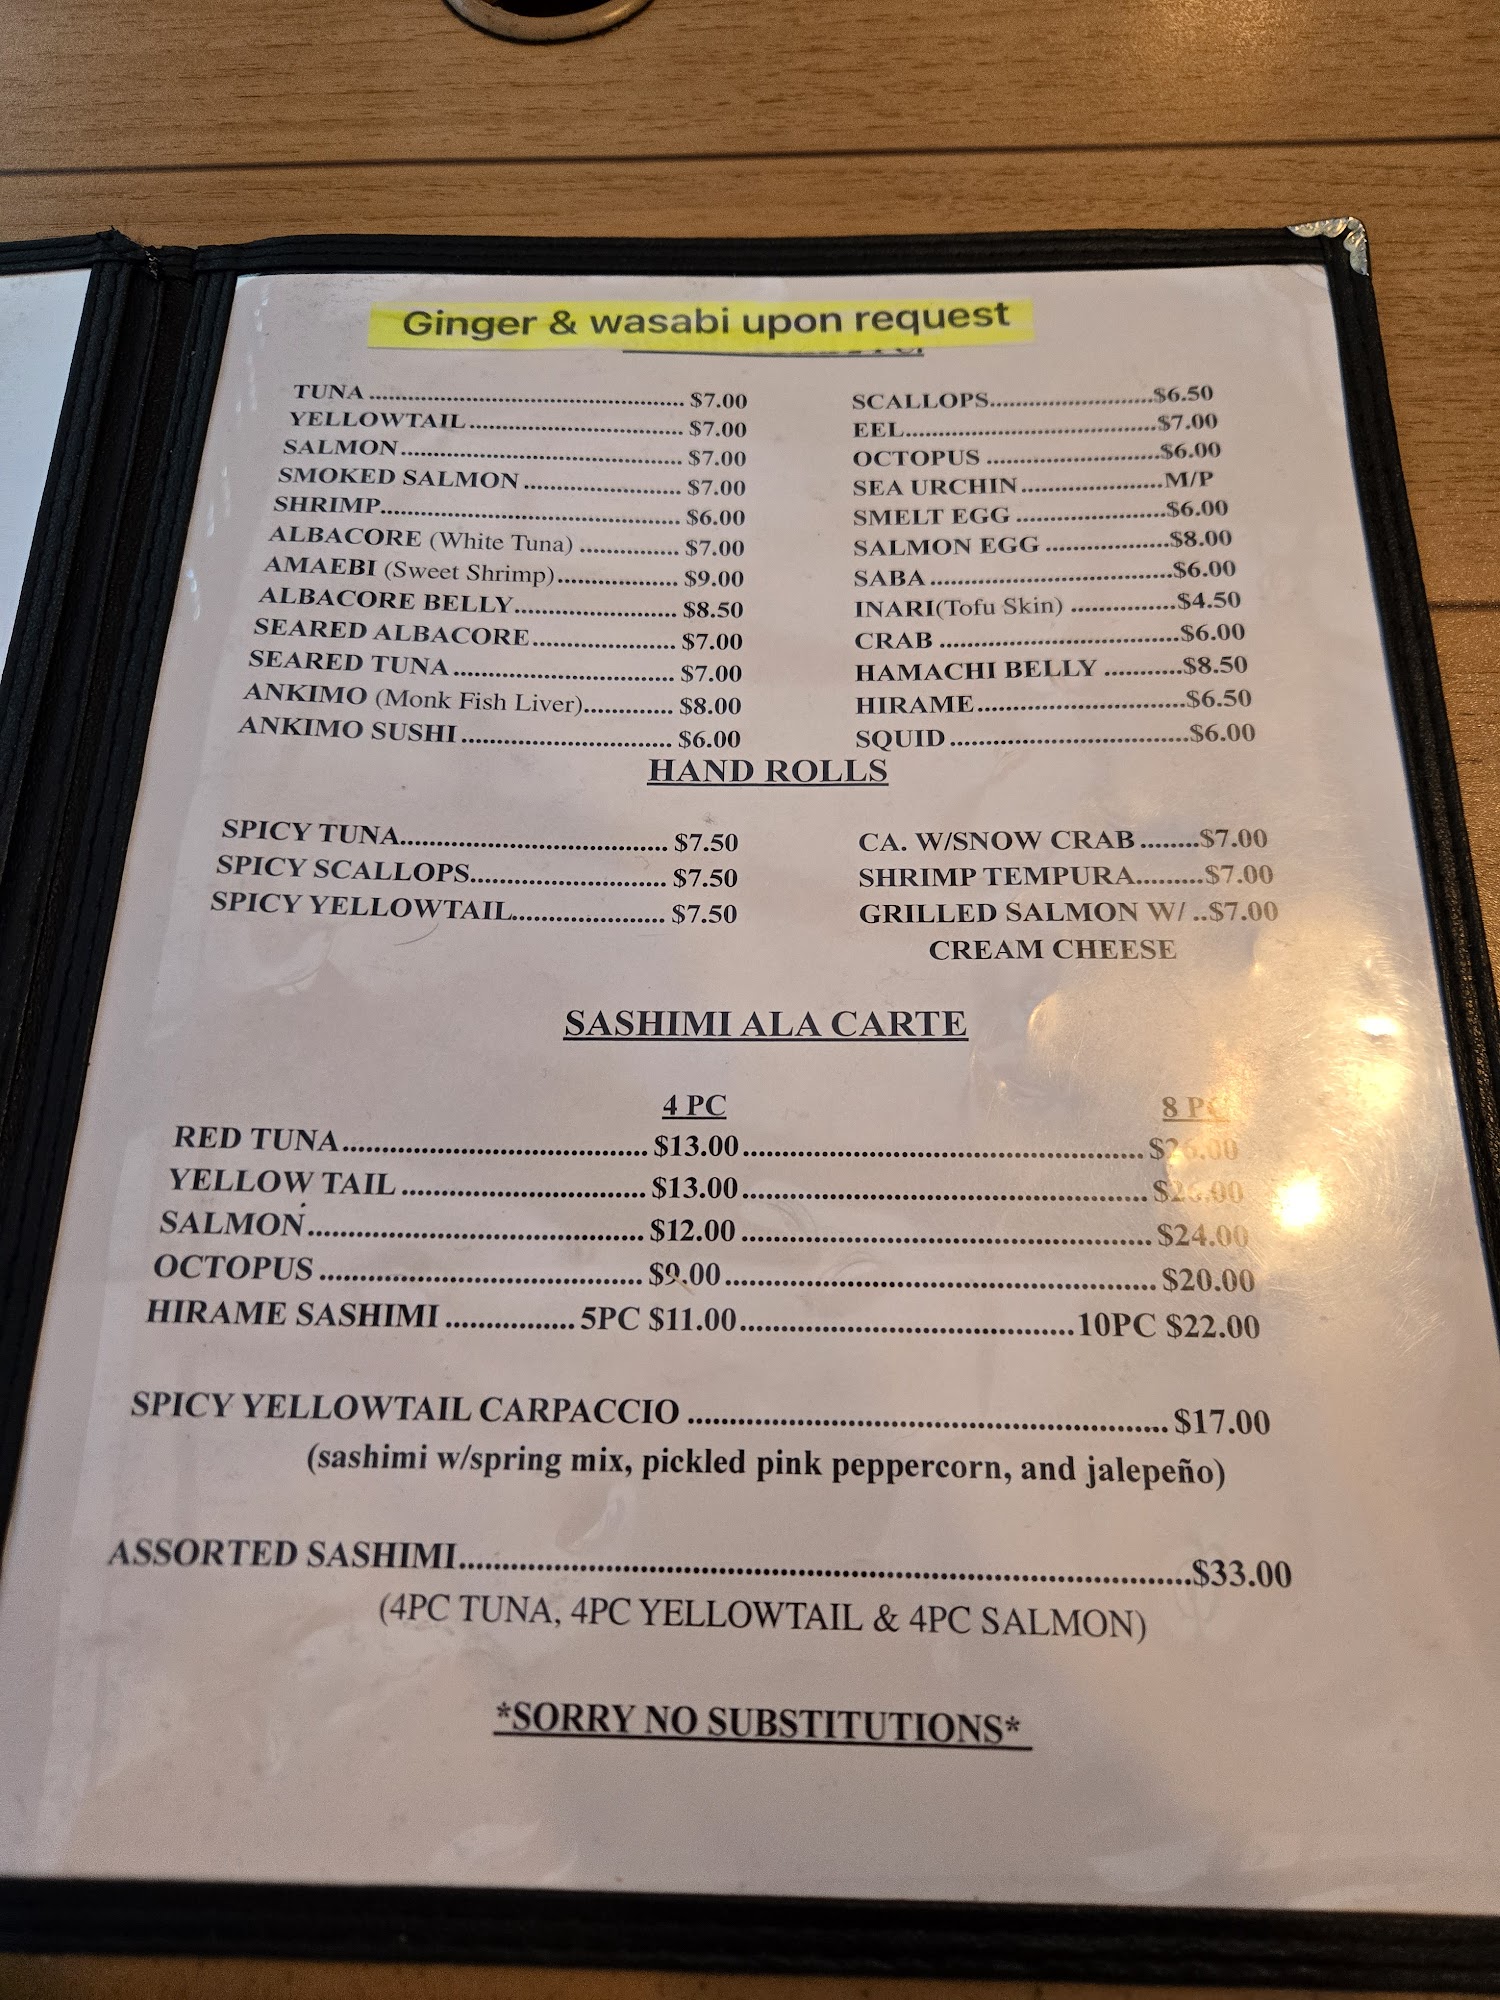 Ginger & wasabi upon request
TUNA ........ $7.00
YELLOWTAIL ........ $7.00
SALMON ........ $7.00
SMOKED SALMON ........ $7.00
SHRIMP ........ $6.00
ALBACORE (White Tuna) ........ $7.00
AMAEBI (Sweet Shrimp) ........ $9.00
ALBACORE BELLY ........ $8.50
SEARED ALBACORE ........ $7.00
SEARED TUNA ........ $7.00
ANKIMO (Monk Fish Liver) ........ $8.00
ANKIMO SUSHI ........ $6.00
SCALLOPS ........ $6.50
EEL ........ $7.00
OCTOPUS ........ $6.00
SEA URCHIN ........ M/P
SMELT EGG ........ $6.00
SALMON EGG ........ $8.00
SABA ........ $6.00
INARI(Tofu Skin) ........ $4.50
CRAB ........ $6.00
HAMACHI BELLY ........ $8.50
HIRAME ........ $6.50
SQUID ........ $6.00
HAND ROLLS
SPICY TUNA ........ $7.50
SPICY SCALLOPS ........ $7.50
SPICY YELLOWTAIL ........ $7.50
CA. W/SNOW CRAB ........ $7.00
SHRIMP TEMPURA ........ $7.00
GRILLED SALMON W/ ..$7.00
CREAM CHEESE
SASHIMI ALA CARTE
4 PC 8 PC
RED TUNA ........ $13.00 ........ $26.00
YELLOW TAIL ........ $13.00 ........ $26.00
SALMON ........ $12.00 ........ $24.00
OCTOPUS ........ $9.00 ........ $20.00
HIRAME SASHIMI ........ 5PC $11.00 ........ 10PC $22.00
SPICY YELLOWTAIL CARPACCIO ........ $17.00
(sashimi w/spring mix, pickled pink peppercorn, and jalepeño)
ASSORTED SASHIMI ........ $33.00
(4PC TUNA, 4PC YELLOWTAIL & 4PC SALMON)
*SORRY NO SUBSTITUTIONS*